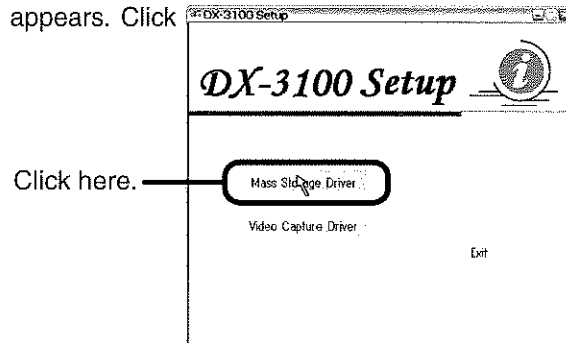 appears. Click
DX-3100 Setup
DX-3100 Setup
Click here.
Mass Storage Driver
Video Capture Driver
Exit